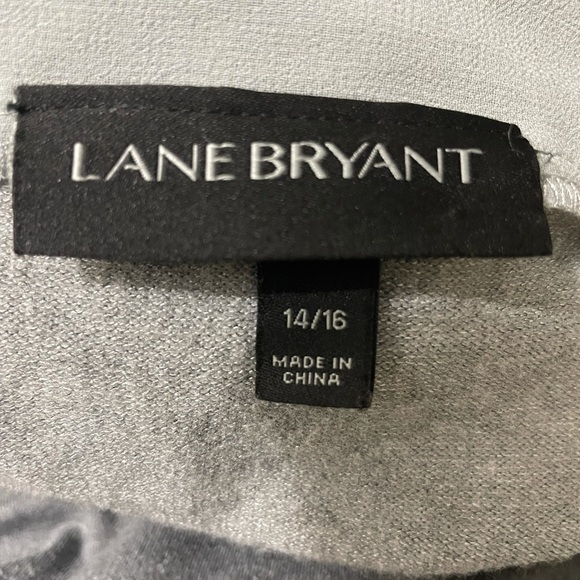 LANE BRYANT
14/16
MADE IN
CHINA